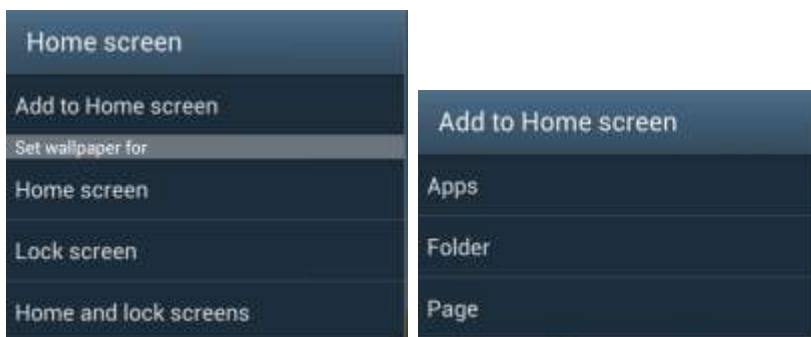 Home screen
Add to Home screen
Set wallpaper for
Home screen
Lock screen
Home and lock screens
Add to Home screen
Apps
Folder
Page